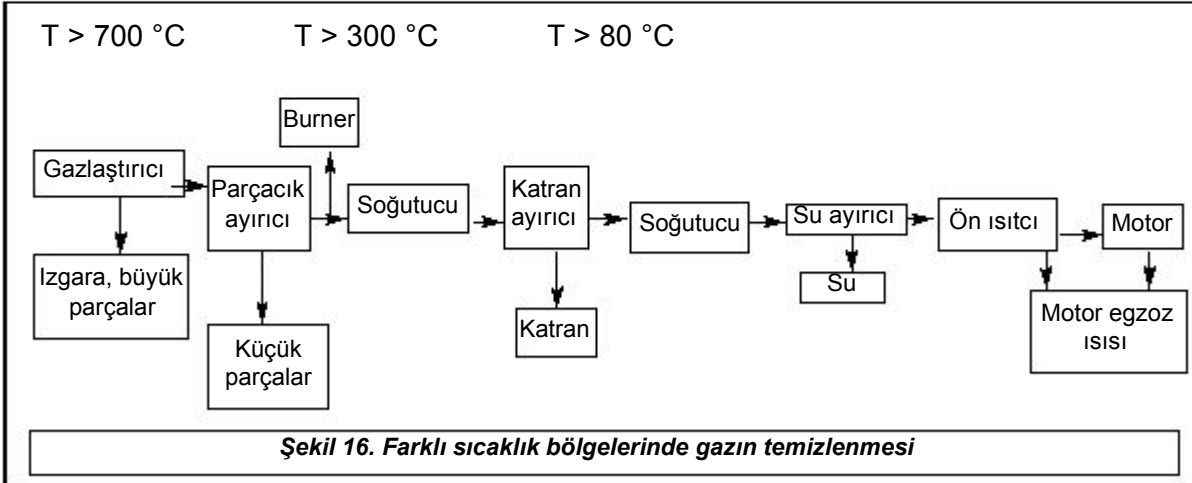 T > 700 °C T > 300 °C T > 80 °C
Burner
Gazlaştırıcı
Parçacık
ayırıcı
Soğutucu
Katran
ayırıcı
Soğutucu
Su ayırıcı
Ön ısıtcı
Motor
Izgara, büyük
parçalar
Küçük
parçalar
Katran
Su
Motor egzoz
ısısı
Şekil 16. Farklı sıcaklık bölgelerinde gazın temizlenmesi